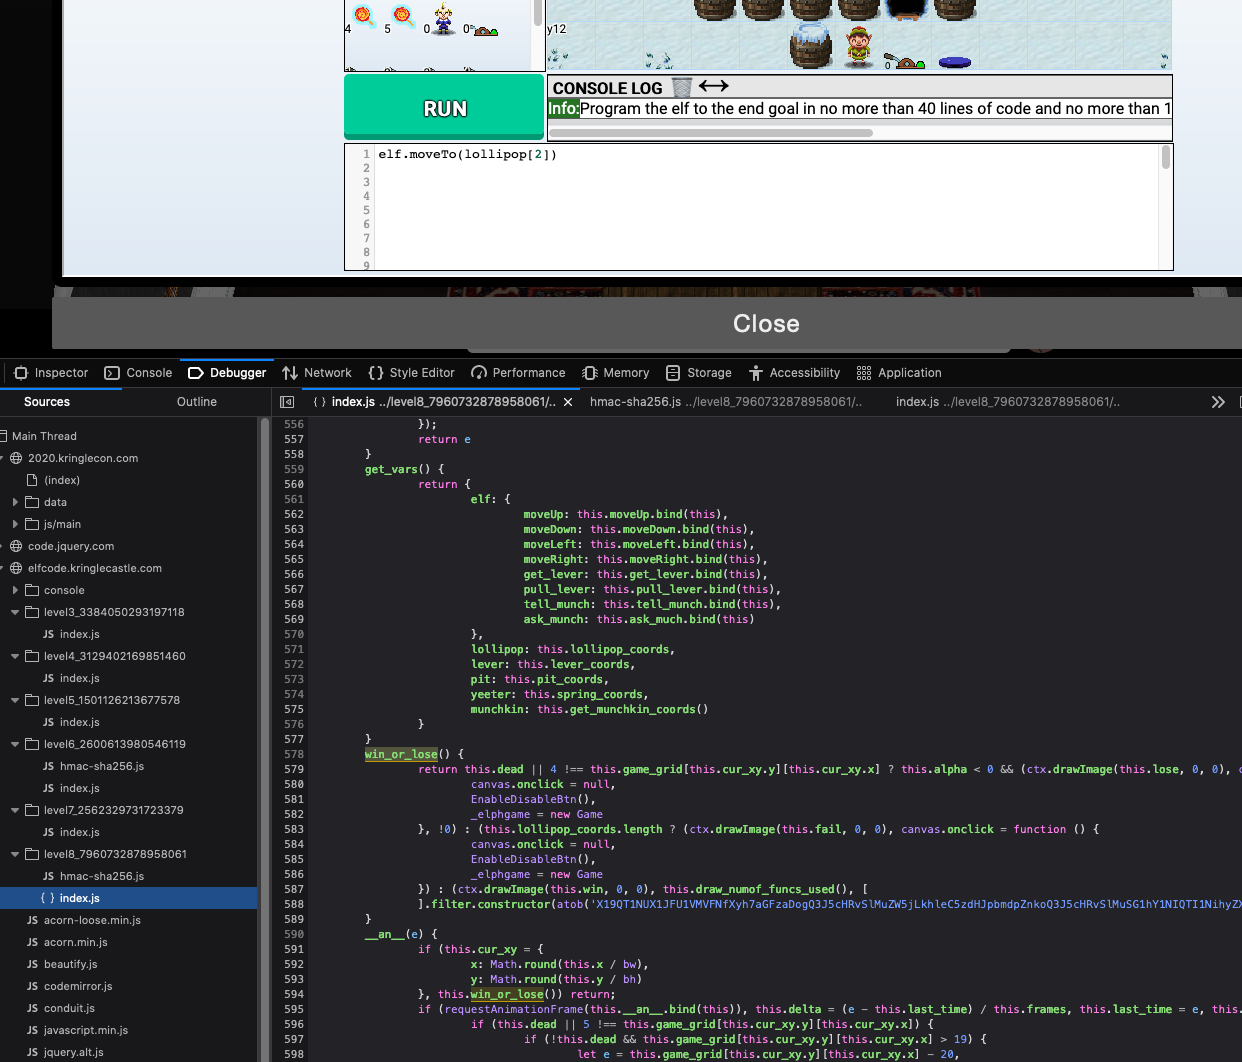 4 5 0 0
y12
0
RUN
CONSOLE LOG
Info:Program the elf to the end goal in no more than 40 lines of code and no more than 1
1 elf.moveTo(lollipop[2])
2
3
4
5
6
7
8
9
Close
Inspector Console Debugger Network Style Editor Performance Memory Storage Accessibility Application
Sources Outline
index.js ../level8_7960732878958061/.. × hmac-sha256.js ../level8_7960732878958061/.. index.js ../level8_7960732878958061/..
Main Thread
2020.kringlecon.com
(index)
data
js/main
code.jquery.com
elfcode.kringlecastle.com
console
level3_3384050293197118
JS index.js
level4_3129402169851460
JS index.js
level5_1501126213677578
JS index.js
level6_2600613980546119
JS hmac-sha256.js
JS index.js
level7_2562329731723379
JS index.js
level8_7960732878958061
JS hmac-sha256.js
{ } index.js
JS acorn-loose.min.js
JS acorn.min.js
JS beautify.js
JS codemirror.js
JS conduit.js
JS javascript.min.js
JS jquery.alt.js
556 });
557 return e
558 }
559 get_vars() {
560 return {
561 elf: {
562 moveUp: this.moveUp.bind(this),
563 moveDown: this.moveDown.bind(this),
564 moveLeft: this.moveLeft.bind(this),
565 moveRight: this.moveRight.bind(this),
566 get_lever: this.get_lever.bind(this),
567 pull_lever: this.pull_lever.bind(this),
568 tell_munch: this.tell_munch.bind(this),
569 ask_munch: this.ask_much.bind(this)
570 },
571 lollipop: this.lollipop_coords,
572 lever: this.lever_coords,
573 pit: this.pit_coords,
574 yeeter: this.spring_coords,
575 munchkin: this.get_munchkin_coords()
576 }
577 }
578 win_or_lose() {
579 return this.dead || 4 !== this.game_grid[this.cur_xy.y][this.cur_xy.x] ? this.alpha < 0 && (ctx.drawImage(this.lose, 0, 0), c
580 canvas.onclick = null,
581 EnableDisableBtn(),
582 _elphgame = new Game
583 }, !0) : (this.lollipop_coords.length ? (ctx.drawImage(this.fail, 0, 0), canvas.onclick = function () {
584 canvas.onclick = null,
585 EnableDisableBtn(),
586 _elphgame = new Game
587 }) : (ctx.drawImage(this.win, 0, 0), this.draw_numof_funcs_used(), [
588 ].filter.constructor(atob('X19QT1NUX1JFU1VMVFNfXyh7aGFzaDogQ3J5cHRvSlMuZW5jLkhleC5zdHJpbmdpZnkoQ3J5cHRvSlMuSG1hY1NIQTI1NihyZX
589 }
590 __an__(e) {
591 if (this.cur_xy = {
592 x: Math.round(this.x / bw),
593 y: Math.round(this.y / bh)
594 }, this.win_or_lose()) return;
595 if (requestAnimationFrame(this.__an__.bind(this)), this.delta = (e - this.last_time) / this.frames, this.last_time = e, this.
596 if (this.dead || 5 !== this.game_grid[this.cur_xy.y][this.cur_xy.x]) {
597 if (!this.dead && this.game_grid[this.cur_xy.y][this.cur_xy.x] > 19) {
598 let e = this.game_grid[this.cur_xy.y][this.cur_xy.x] - 20,